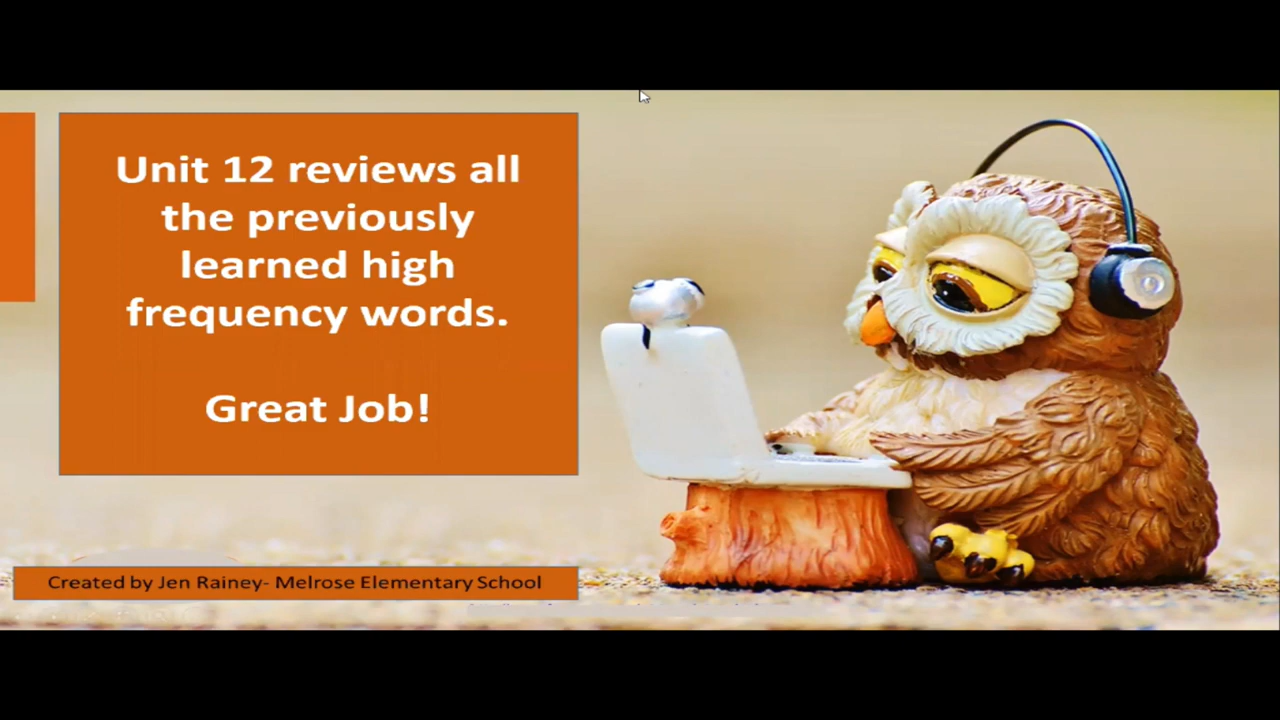 Unit 12 reviews all
the previously
learned high
frequency words.
Great Job!
Created by Jen Rainey- Melrose Elementary School